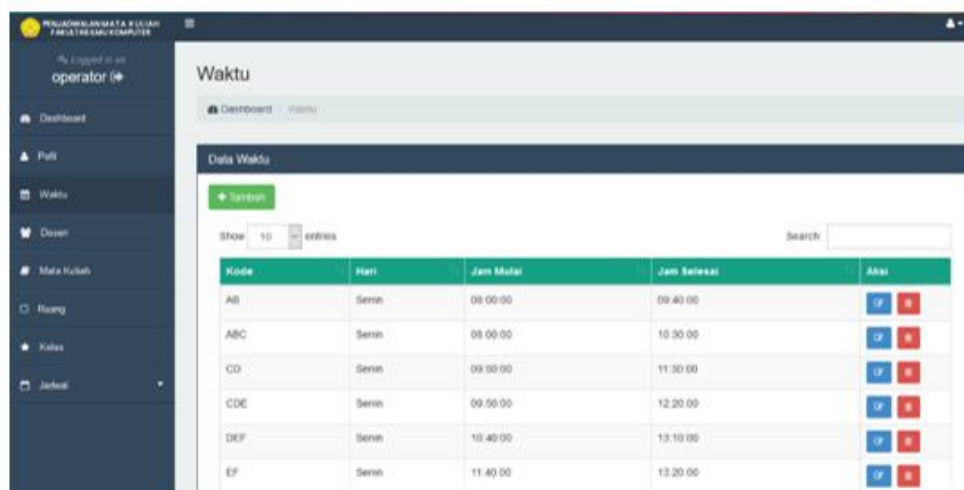 PENJADWALAN MATA KULIAH
FAKULTAS ILMU KOMPUTER
Logged in as
operator
Dashboard
Profil
Waktu
Dosen
Mata Kuliah
Ruang
Kelas
Jadwal
Waktu
Dashboard Waktu
Data Waktu
+ Tambah
Show 10 entries
Search
Kode Hari Jam Mulai Jam Selesai Aksi
AB Senin 08:00:00 09:40:00
ABC Senin 08:00:00 10:30:00
CD Senin 09:50:00 11:30:00
CDE Senin 09:50:00 12:20:00
DEF Senin 10:40:00 13:10:00
EF Senin 11:40:00 13:20:00